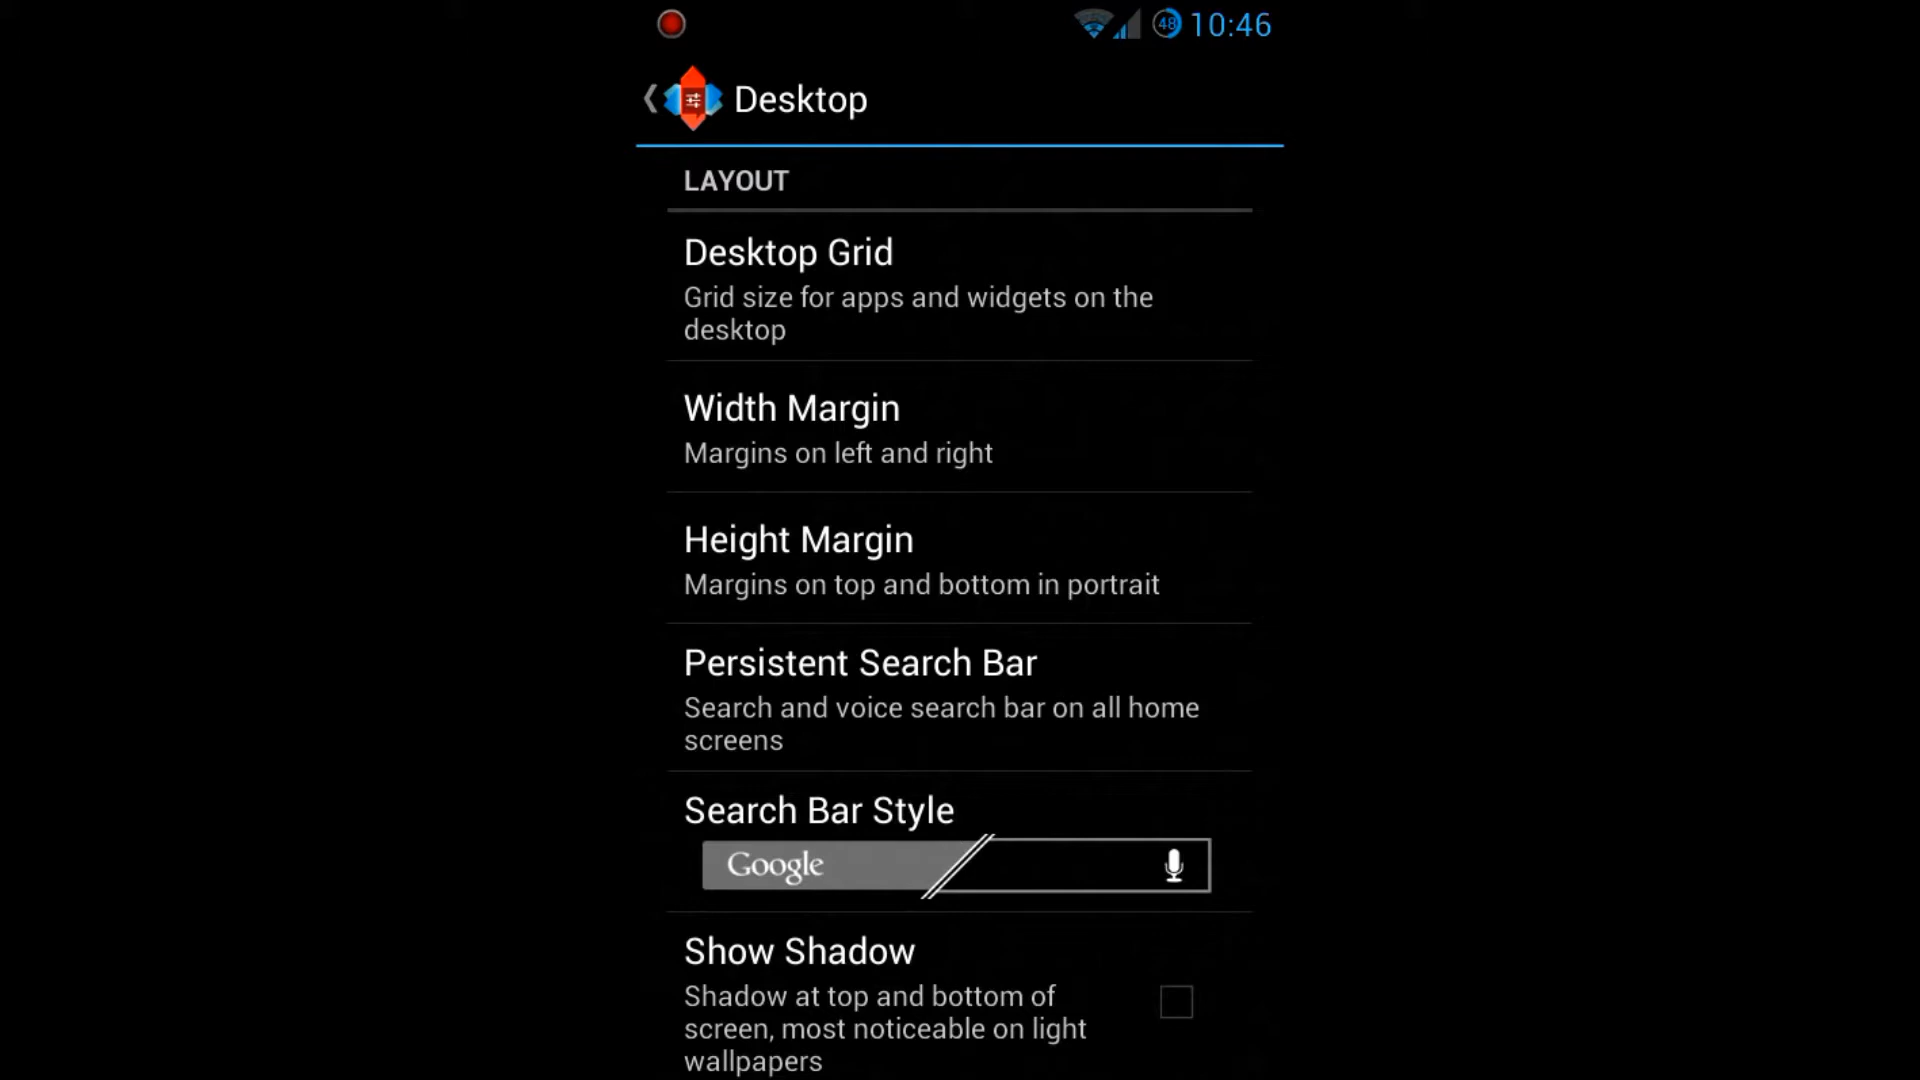 48 10:46
Desktop
LAYOUT
Desktop Grid
Grid size for apps and widgets on the
desktop
Width Margin
Margins on left and right
Height Margin
Margins on top and bottom in portrait
Persistent Search Bar
Search and voice search bar on all home
screens
Search Bar Style
Google
Show Shadow
Shadow at top and bottom of
screen, most noticeable on light
wallpapers